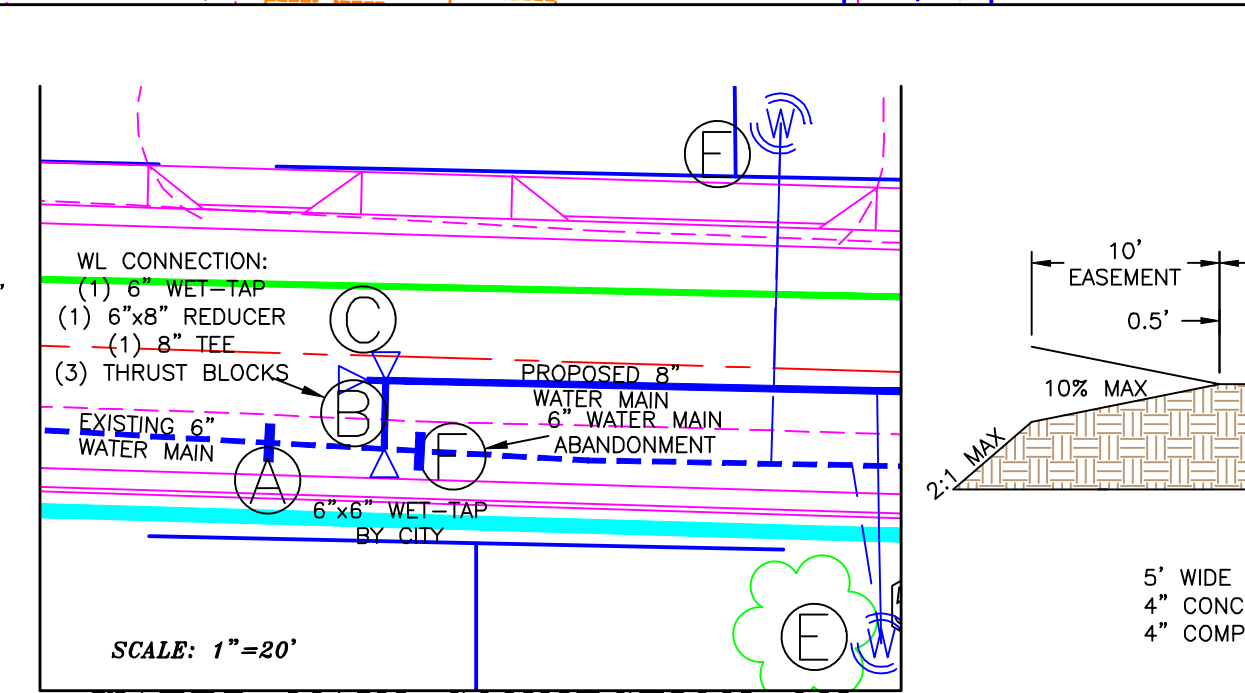 E
W
WL CONNECTION:
(1) 6" WET-TAP
(1) 6"x8" REDUCER
(1) 8" TEE
(3) THRUST BLOCKS
C
B
PROPOSED 8"
WATER MAIN
6" WATER MAIN
ABANDONMENT
EXISTING 6"
WATER MAIN
A
F
6"x6" WET-TAP
BY CITY
E
W
SCALE: 1"=20'
10'
EASEMENT
0.5'
10% MAX
2:1 MAX
5' WIDE
4" CONC
4" COMP